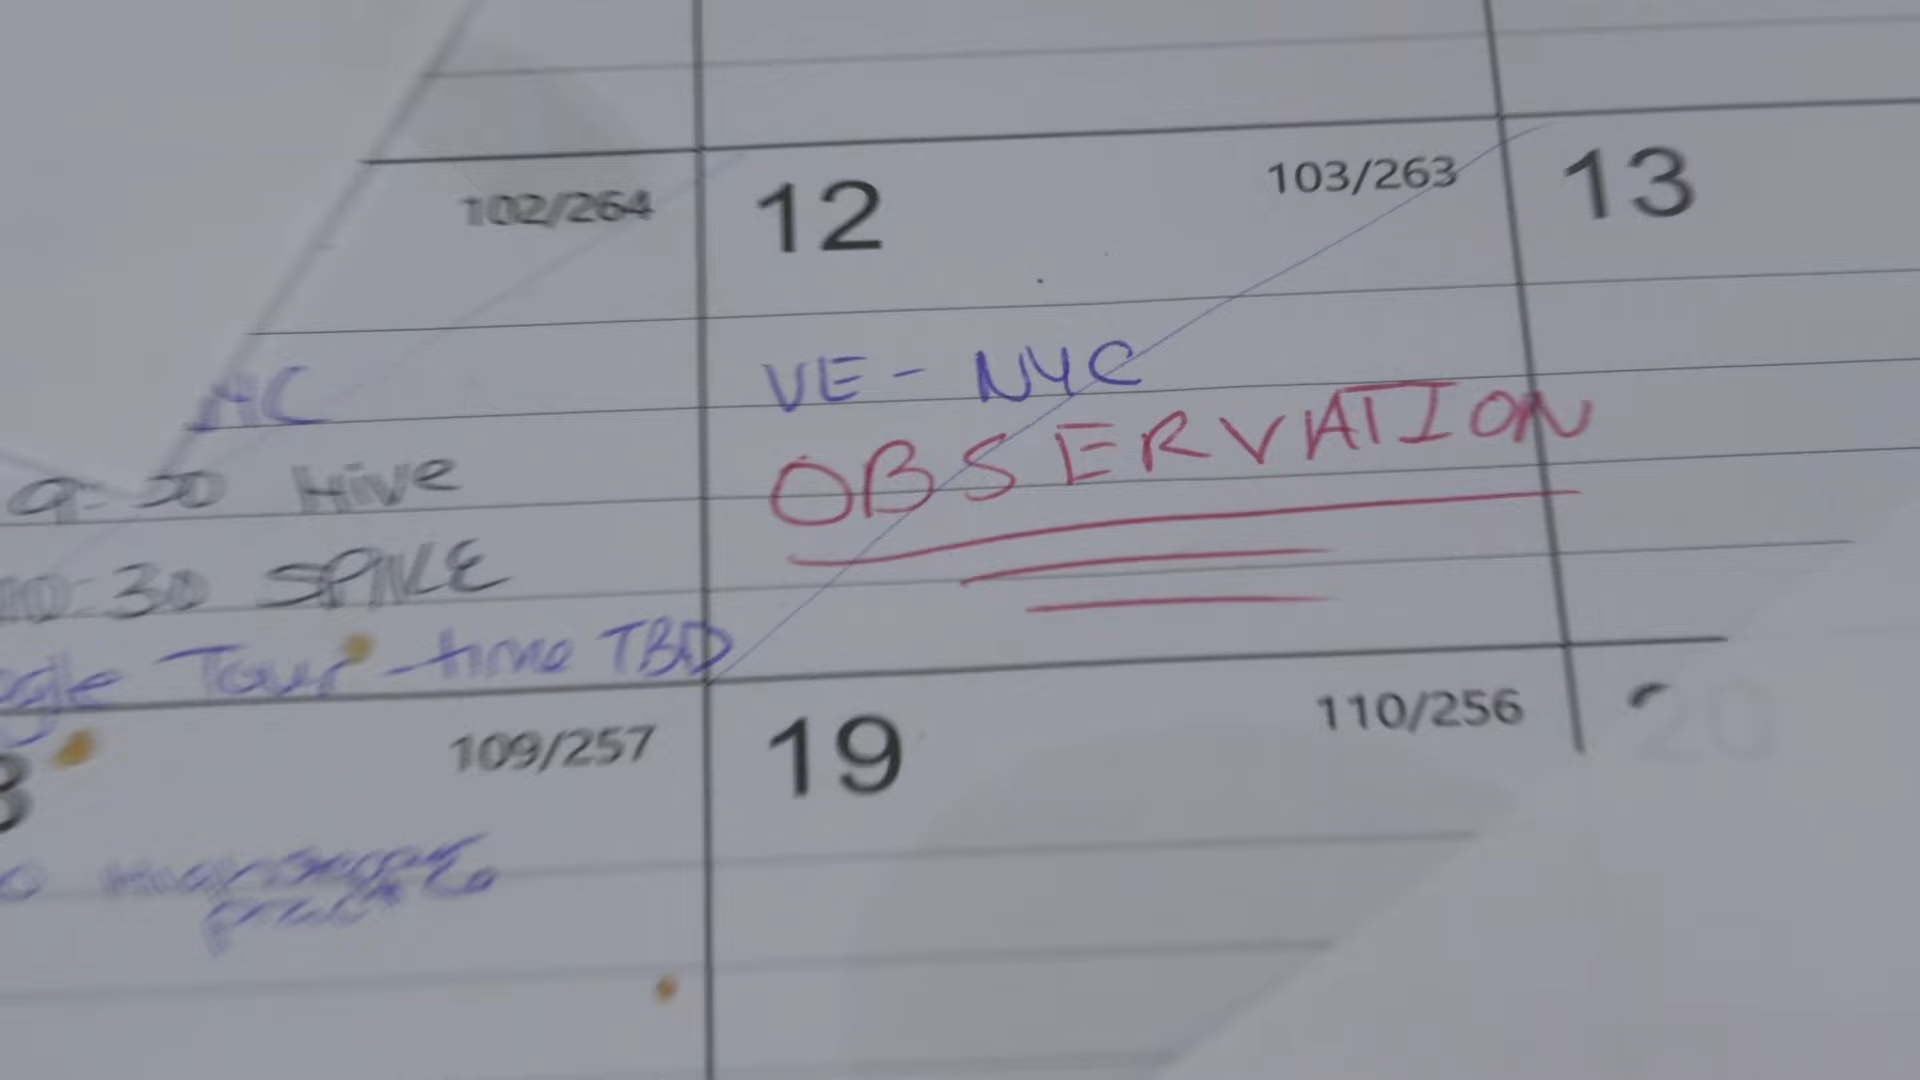 102/264
12 103/263
13
VE - NYC
OBSERVATION
9:30 Hive
10:30 SPIKE
Tour - time TBD
109/257
19 110/256
20